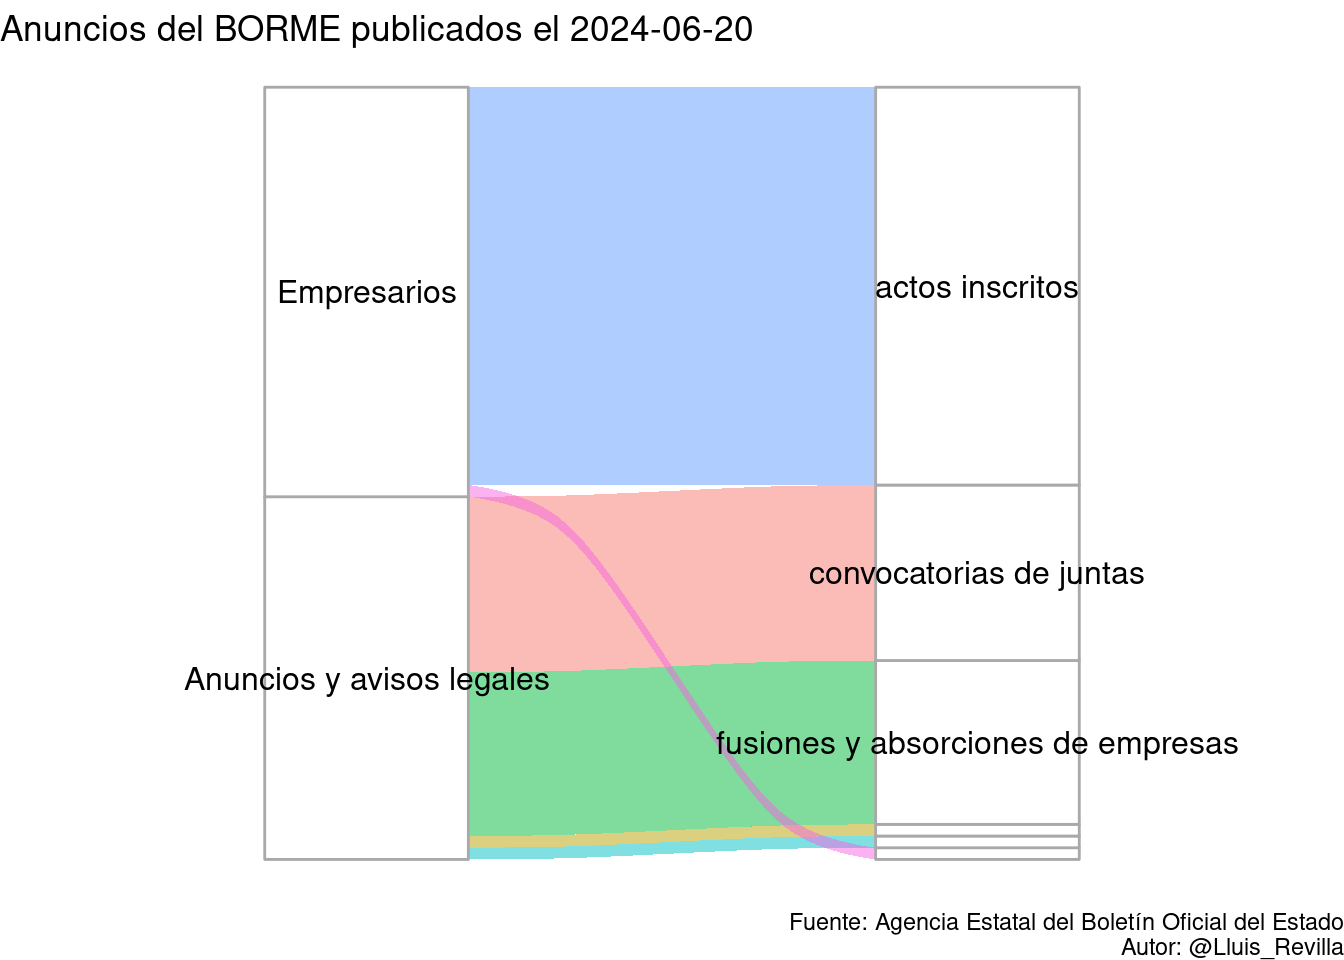 Anuncios del BORME publicados el 2024-06-20
Empresarios
actos inscritos
convocatorias de juntas
Anuncios y avisos legales
fusiones y absorciones de empresas
Fuente: Agencia Estatal del Boletín Oficial del Estado
Autor: @Lluis_Revilla